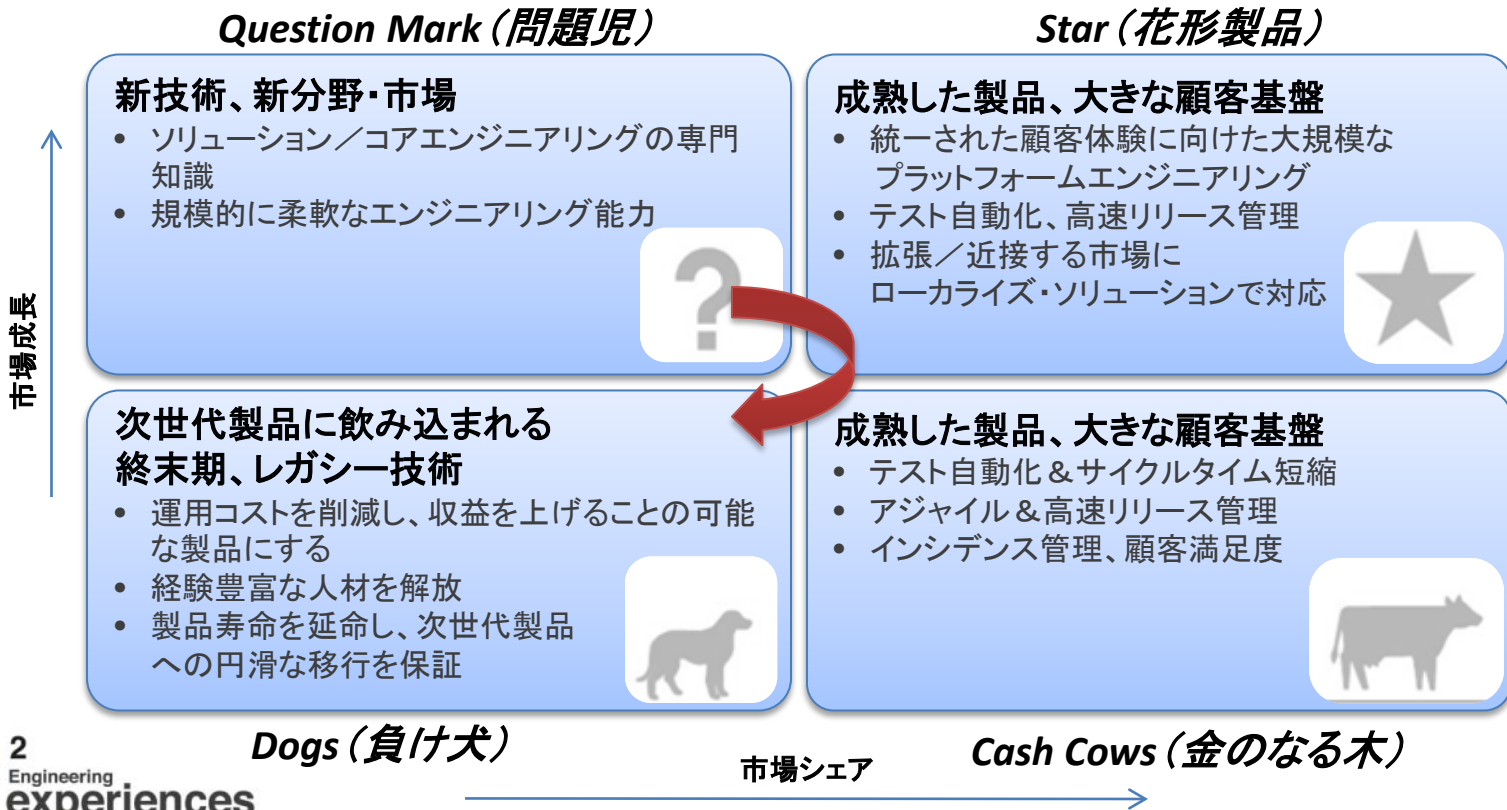 Question Mark（問題児）
新技術、新分野・市場
• ソリューション／コアエンジニアリングの専門
知識
• 規模的に柔軟なエンジニアリング能力
?
Star（花形製品）
成熟した製品、大きな顧客基盤
• 統一された顧客体験に向けた大規模な
プラットフォームエンジニアリング
• テスト自動化、高速リリース管理
• 拡張／近接する市場に
ローカライズ・ソリューションで対応
市場成長
次世代製品に飲み込まれる
終末期、レガシー技術
• 運用コストを削減し、収益を上げることの可能
な製品にする
• 経験豊富な人材を解放
• 製品寿命を延命し、次世代製品
への円滑な移行を保証
Dogs（負け犬）
成熟した製品、大きな顧客基盤
• テスト自動化＆サイクルタイム短縮
• アジャイル＆高速リリース管理
• インシデンス管理、顧客満足度
Cash Cows（金のなる木）
市場シェア
2
Engineering
experiences